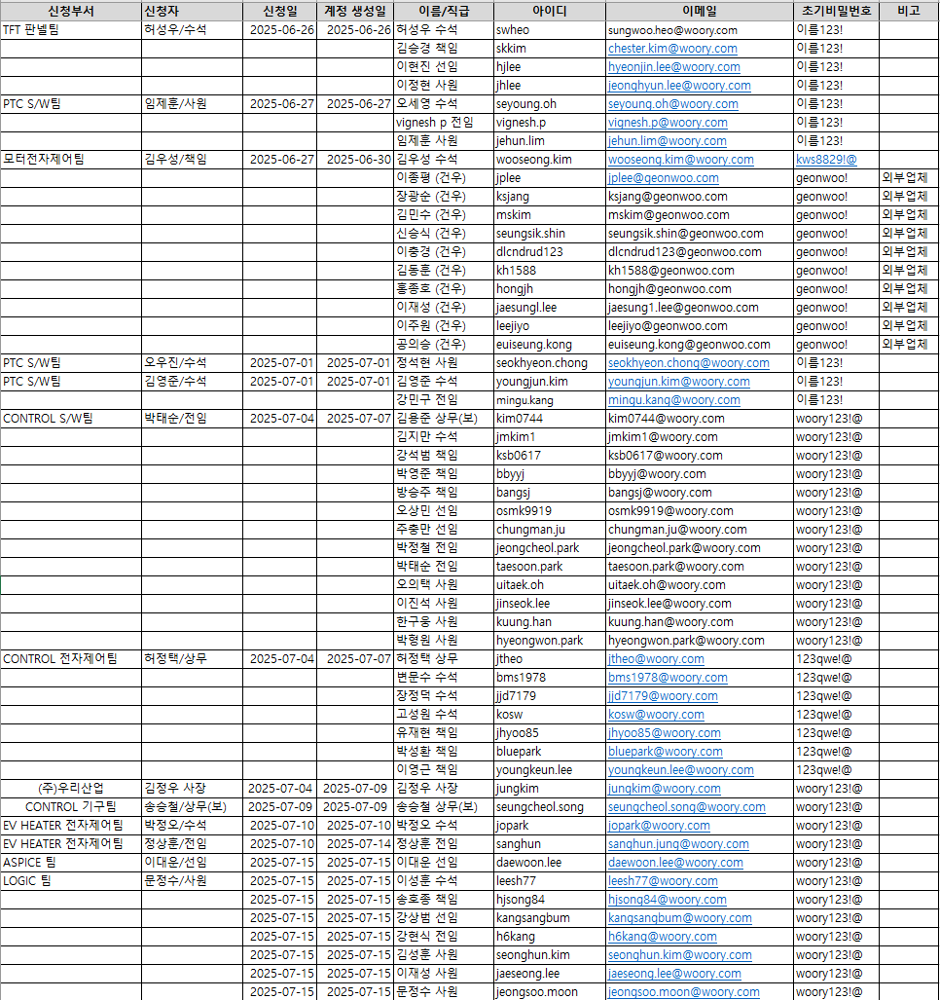 신청부서 신청자 신청일 계정 생성일 이름/직급 아이디 이메일 초기비밀번호 비고
TFT 판넬팀 허성우/수석 2025-06-26 2025-06-26 허성우 수석 swheo sungwoo.heo@woory.com 이름123!
김승경 책임 skkim chester.kim@woory.com 이름123!
이현진 선임 hjlee hyeonjin.lee@woory.com 이름123!
이정현 사원 jhlee jeonghyun.lee@woory.com 이름123!
PTC S/W팀 임제훈/사원 2025-06-27 2025-06-27 오세영 수석 seyoung.oh seyoung.oh@woory.com 이름123!
vignesh p 전임 vignesh.p vignesh.p@woory.com 이름123!
임제훈 사원 jehun.lim jehun.lim@woory.com 이름123!
모터전자제어팀 김우성/책임 2025-06-27 2025-06-30 김우성 수석 wooseong.kim wooseong.kim@woory.com kws8829!@
이종평 (건우) jplee jplee@geonwoo.com geonwoo! 외부업체
장광순 (건우) ksjang ksjang@geonwoo.com geonwoo! 외부업체
김민수 (건우) mskim mskim@geonwoo.com geonwoo! 외부업체
신승식 (건우) seungsik.shin seungsik.shin@geonwoo.com geonwoo! 외부업체
이충경 (건우) dlcndrud123 dlcndrud123@geonwoo.com geonwoo! 외부업체
김동훈 (건우) kh1588 kh1588@geonwoo.com geonwoo! 외부업체
홍종호 (건우) hongjh hongjh@geonwoo.com geonwoo! 외부업체
이재성 (건우) jaesungl.lee jaesung1.lee@geonwoo.com geonwoo! 외부업체
이주원 (건우) leejiyo leejiyo@geonwoo.com geonwoo! 외부업체
공의승 (건우) euiseung.kong euiseung.kong@geonwoo.com geonwoo! 외부업체
PTC S/W팀 오우진/수석 2025-07-01 2025-07-01 정석현 사원 seokhyeon.chong seokhyeon.chong@woory.com 이름123!
PTC S/W팀 김영준/수석 2025-07-01 2025-07-01 김영준 수석 youngjun.kim youngjun.kim@woory.com 이름123!
강민구 전임 mingu.kang mingu.kang@woory.com 이름123!
CONTROL S/W팀 박태순/전임 2025-07-04 2025-07-07 김용준 상무(보) kim0744 kim0744@woory.com woory123!@
김지만 수석 jmkim1 jmkim1@woory.com woory123!@
강석범 책임 ksb0617 ksb0617@woory.com woory123!@
박영준 책임 bbyyj bbyyj@woory.com woory123!@
방승주 책임 bangsj bangsj@woory.com woory123!@
오상민 선임 osmk9919 osmk9919@woory.com woory123!@
주충만 선임 chungman.ju chungman.ju@woory.com woory123!@
박정철 전임 jeongcheol.park jeongcheol.park@woory.com woory123!@
박태순 전임 taesoon.park taesoon.park@woory.com woory123!@
오의택 사원 uitaek.oh uitaek.oh@woory.com woory123!@
이진석 사원 jinseok.lee jinseok.lee@woory.com woory123!@
한구웅 사원 kuung.han kuung.han@woory.com woory123!@
박형원 사원 hyeongwon.park hyeongwon.park@woory.com woory123!@
CONTROL 전자제어팀 허정택/상무 2025-07-04 2025-07-07 허정택 상무 jtheo jtheo@woory.com 123qwe!@
변문수 수석 bms1978 bms1978@woory.com 123qwe!@
장정덕 수석 jjd7179 jjd7179@woory.com 123qwe!@
고성원 수석 kosw kosw@woory.com 123qwe!@
유재현 책임 jhyoo85 jhyoo85@woory.com 123qwe!@
박성환 책임 bluepark bluepark@woory.com 123qwe!@
이영근 책임 youngkeun.lee youngkeun.lee@woory.com 123qwe!@
(주)우리산업 김정우 사장 2025-07-04 2025-07-09 김정우 사장 jungkim jungkim@woory.com woory123!@
CONTROL 기구팀 송승철/상무(보) 2025-07-09 2025-07-09 송승철 상무(보) seungcheol.song seungcheol.song@woory.com woory123!@
EV HEATER 전자제어팀 박정오/수석 2025-07-10 2025-07-10 박정오 수석 jopark jopark@woory.com woory123!@
EV HEATER 전자제어팀 정상훈/전임 2025-07-10 2025-07-14 정상훈 전임 sanghun sanghun.jung@woory.com woory123!@
ASPICE 팀 이대운/선임 2025-07-15 2025-07-15 이대운 선임 daewoon.lee daewoon.lee@woory.com woory123!@
LOGIC 팀 문정수/사원 2025-07-15 2025-07-15 이성훈 수석 leesh77 leesh77@woory.com woory123!@
2025-07-15 2025-07-15 송호종 책임 hjsong84 hjsong84@woory.com woory123!@
2025-07-15 2025-07-15 강상범 선임 kangsangbum kangsangbum@woory.com woory123!@
2025-07-15 2025-07-15 강현식 전임 h6kang h6kang@woory.com woory123!@
2025-07-15 2025-07-15 김성훈 사원 seonghun.kim seonghun.kim@woory.com woory123!@
2025-07-15 2025-07-15 이재성 사원 jaeseong.lee jaeseong.lee@woory.com woory123!@
2025-07-15 2025-07-15 문정수 사원 jeongsoo.moon jeongsoo.moon@woory.com woory123!@